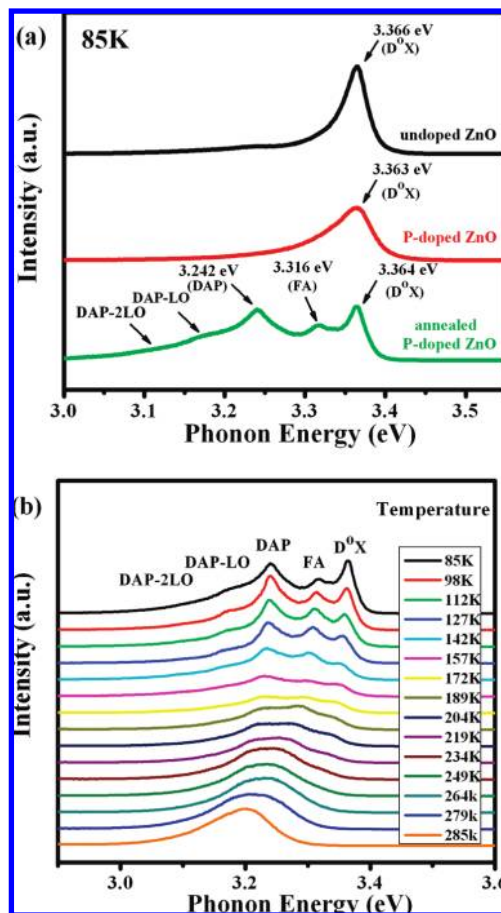 (a)
85K
3.366 eV
(D⁰X)
undoped ZnO
3.363 eV
(D⁰X)
P-doped ZnO
3.242 eV
(DAP)
3.316 eV
(FA)
3.364 eV
(D⁰X)
DAP-LO
DAP-2LO
annealed
P-doped ZnO
Intensity (a.u.)
3.0 3.1 3.2 3.3 3.4 3.5
Phonon Energy (eV)
(b)
Temperature
DAP-2LO
DAP-LO
DAP
FA
D⁰X
85K
98K
112K
127K
142K
157K
172K
189K
204K
219K
234K
249K
264k
279k
285k
Intensity (a.u.)
3.0 3.2 3.4 3.6
Phonon Energy (eV)